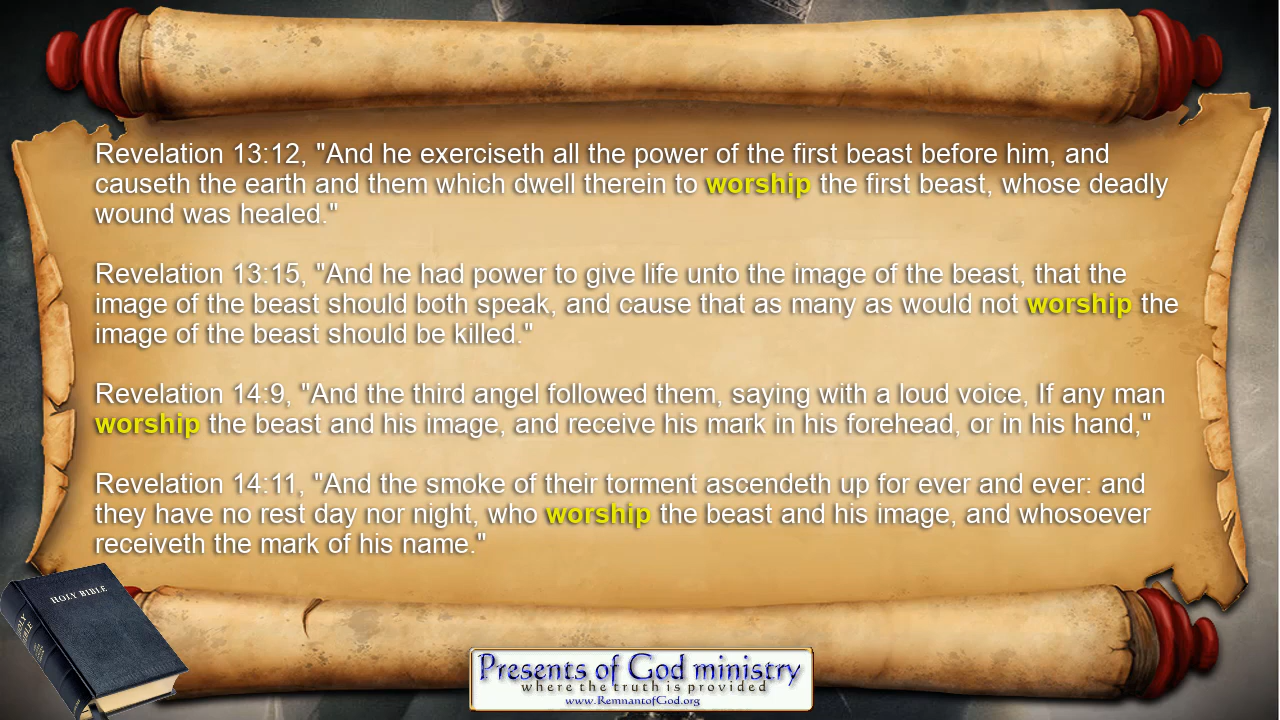 Revelation 13:12, "And he exerciseth all the power of the first beast before him, and
causeth the earth and them which dwell therein to worship the first beast, whose deadly
wound was healed."
Revelation 13:15, "And he had power to give life unto the image of the beast, that the
image of the beast should both speak, and cause that as many as would not worship the
image of the beast should be killed."
Revelation 14:9, "And the third angel followed them, saying with a loud voice, If any man
worship the beast and his image, and receive his mark in his forehead, or in his hand,"
Revelation 14:11, "And the smoke of their torment ascendeth up for ever and ever: and
they have no rest day nor night, who worship the beast and his image, and whosoever
receiveth the mark of his name."
HOLY BIBLE
HOLY
BIBLE
Presents of God ministry
where the truth is provided
www.RemnantofGod.org